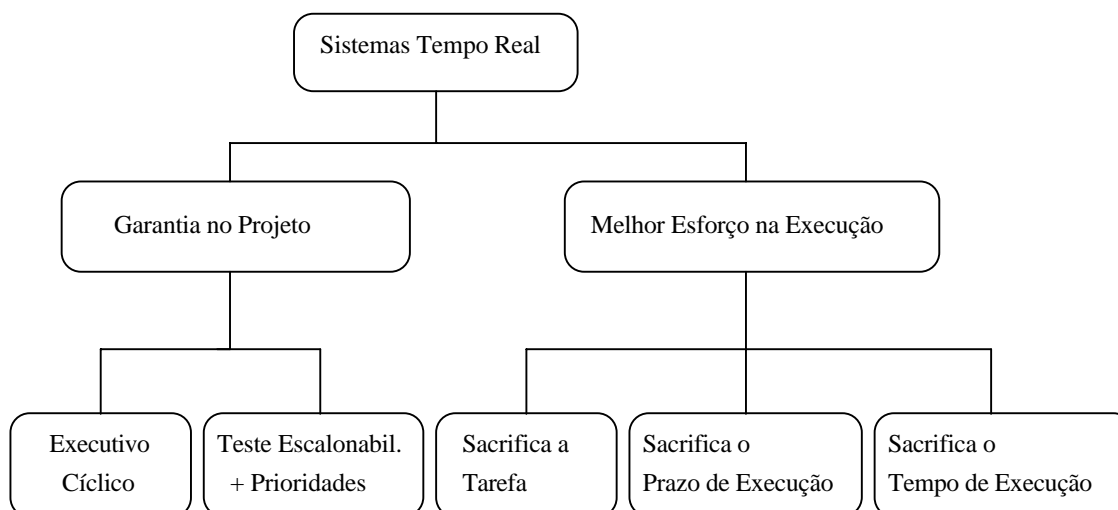 Sistemas Tempo Real
Garantia no Projeto
Melhor Esforço na Execução
Executivo
Cíclico
Teste Escalonabil.
+ Prioridades
Sacrifica a
Tarefa
Sacrifica o
Prazo de Execução
Sacrifica o
Tempo de Execução